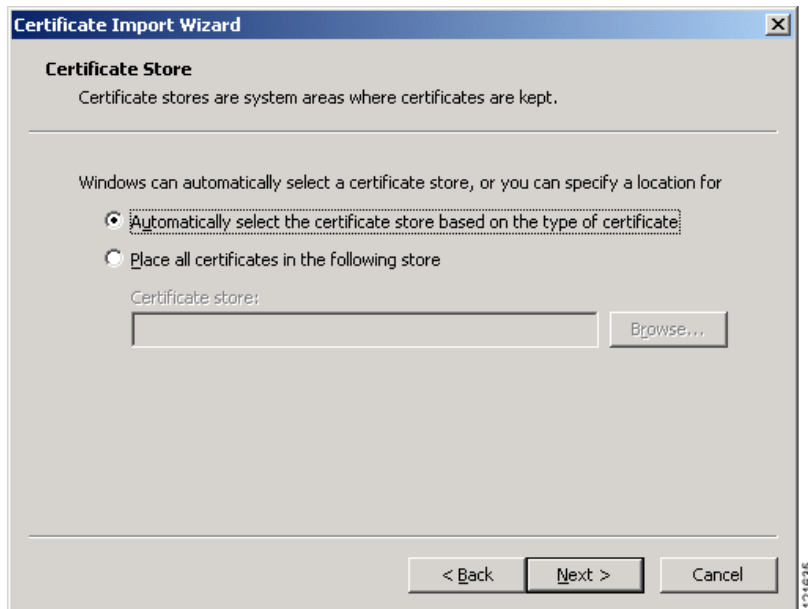 Certificate Import Wizard
Certificate Store
Certificate stores are system areas where certificates are kept.
Windows can automatically select a certificate store, or you can specify a location for
Automatically select the certificate store based on the type of certificate
Place all certificates in the following store
Certificate store:
Browse...
< Back
Next >
Cancel
121635